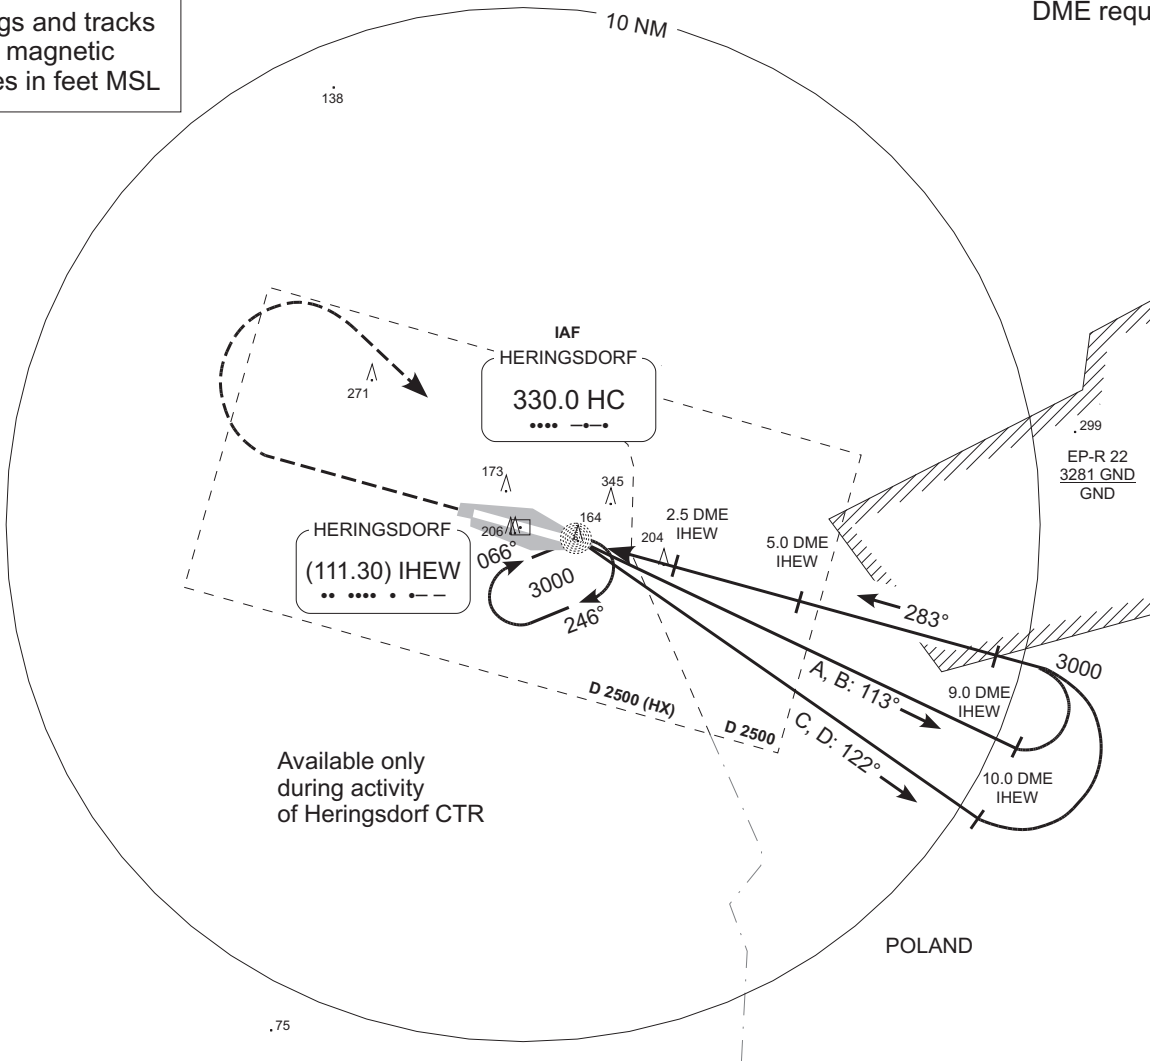 gs and tracks
magnetic
es in feet MSL
10 NM
DME requ
138
IAF
HERINGSDORF
330.0 HC
271
299
EP-R 22
3281 GND
GND
173
345
164
206
HERINGSDORF
(111.30) IHEW
066°
3000
246°
204
2.5 DME
IHEW
5.0 DME
IHEW
283°
3000
9.0 DME
IHEW
A, B: 113°
C, D: 122°
10.0 DME
IHEW
D 2500 (HX)
D 2500
Available only
during activity
of Heringsdorf CTR
POLAND
75